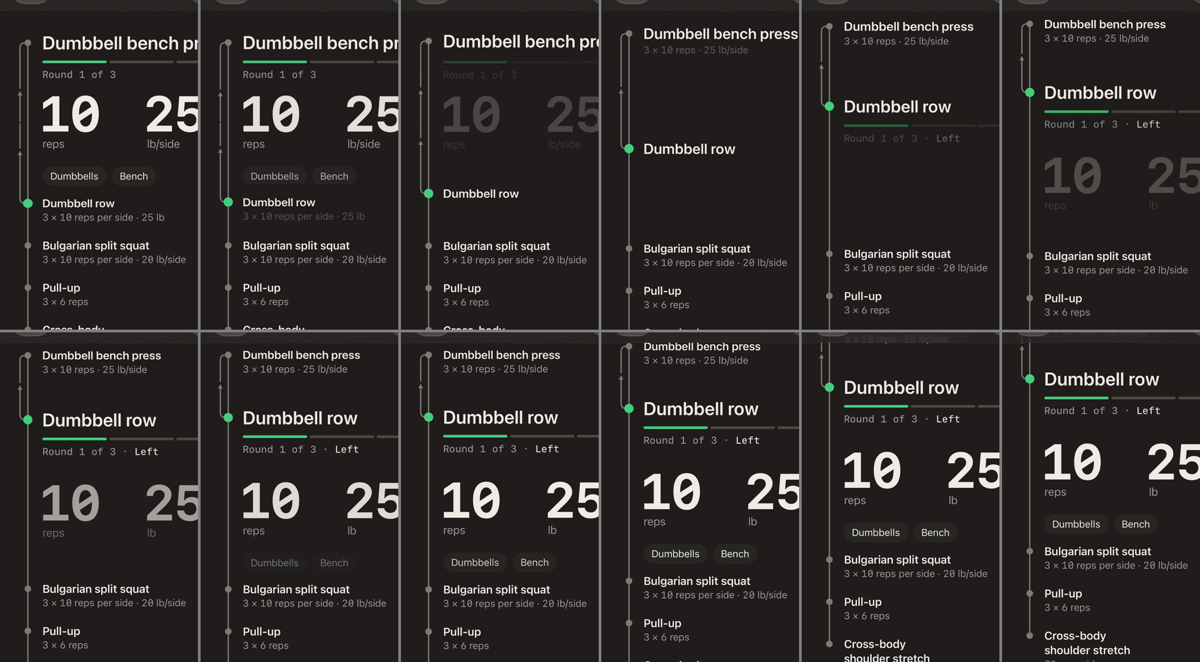 Dumbbell bench pr
Round 1 of 3
10 25
reps lb/side
Dumbbells Bench
Dumbbell row
3 × 10 reps per side · 25 lb
Bulgarian split squat
3 × 10 reps per side · 20 lb/side
Pull-up
3 × 6 reps
Cross-body
Dumbbell bench pr
Round 1 of 3
10 25
reps lb/side
Dumbbells Bench
Dumbbell row
3 × 10 reps per side · 25 lb
Bulgarian split squat
3 × 10 reps per side · 20 lb/side
Pull-up
3 × 6 reps
Cross-body
Dumbbell bench pr
Round 1 of 3
10 25
reps lb/side
Dumbbell row
Bulgarian split squat
3 × 10 reps per side · 20 lb/side
Pull-up
3 × 6 reps
Cross-body
Dumbbell bench press
3 × 10 reps · 25 lb/side
Dumbbell row
Bulgarian split squat
3 × 10 reps per side · 20 lb/side
Pull-up
3 × 6 reps
Dumbbell bench press
3 × 10 reps · 25 lb/side
Dumbbell row
Round 1 of 3 · Left
Bulgarian split squat
3 × 10 reps per side · 20 lb/side
Pull-up
3 × 6 reps
Dumbbell bench press
3 × 10 reps · 25 lb/side
Dumbbell row
Round 1 of 3 · Left
10 25
reps lb
Bulgarian split squat
3 × 10 reps per side · 20 lb/side
Pull-up
3 × 6 reps
Dumbbell bench press
3 × 10 reps · 25 lb/side
Dumbbell row
Round 1 of 3 · Left
10 25
reps lb
Bulgarian split squat
3 × 10 reps per side · 20 lb/side
Pull-up
3 × 6 reps
Dumbbell bench press
3 × 10 reps · 25 lb/side
Dumbbell row
Round 1 of 3 · Left
10 25
reps lb
Dumbbells Bench
Bulgarian split squat
3 × 10 reps per side · 20 lb/side
Pull-up
3 × 6 reps
Dumbbell bench press
3 × 10 reps · 25 lb/side
Dumbbell row
Round 1 of 3 · Left
10 25
reps lb
Dumbbells Bench
Bulgarian split squat
3 × 10 reps per side · 20 lb/side
Pull-up
3 × 6 reps
Dumbbell bench press
3 × 10 reps · 25 lb/side
Dumbbell row
Round 1 of 3 · Left
10 25
reps lb
Dumbbells Bench
Bulgarian split squat
3 × 10 reps per side · 20 lb/side
Pull-up
3 × 6 reps
Dumbbell row
Round 1 of 3 · Left
10 25
reps lb
Dumbbells Bench
Bulgarian split squat
3 × 10 reps per side · 20 lb/side
Pull-up
3 × 6 reps
Cross-body
shoulder stretch
Dumbbell row
Round 1 of 3 · Left
10 25
reps lb
Dumbbells Bench
Bulgarian split squat
3 × 10 reps per side · 20 lb/side
Pull-up
3 × 6 reps
Cross-body
shoulder stretch